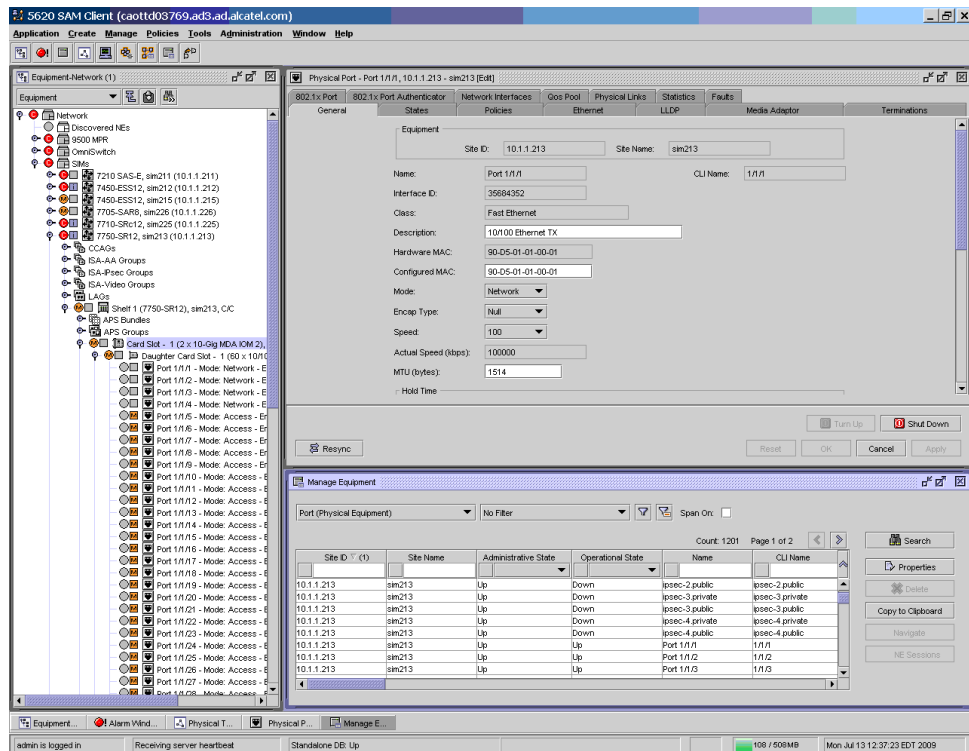 5620 SAM Client (caottd03769.ad3.ad.alcatel.com)
Application Create Manage Policies Tools Administration Window Help
Equipment-Network (1)
Equipment
Network
Discovered NEs
9500 MPR
OmniSwitch
SIMs
7210 SAS-E, sim211 (10.1.1.211)
7450-ESS12, sim212 (10.1.1.212)
7450-ESS12, sim215 (10.1.1.215)
7705-SAR8, sim226 (10.1.1.226)
7710-SRc12, sim225 (10.1.1.225)
7750-SR12, sim213 (10.1.1.213)
CCAGs
ISA-AA Groups
ISA-IPsec Groups
ISA-Video Groups
LAGs
Shelf 1 (7750-SR12), sim213, C/C
APS Bundles
APS Groups
Card Slot - 1 (2 x 10-Gig MDA IOM 2),
Daughter Card Slot - 1 (60 x 10/10
Port 1/1/1 - Mode: Network - E
Port 1/1/2 - Mode: Network - E
Port 1/1/3 - Mode: Network - E
Port 1/1/4 - Mode: Network - E
Port 1/1/5 - Mode: Access - Er
Port 1/1/6 - Mode: Access - Er
Port 1/1/7 - Mode: Access - Er
Port 1/1/8 - Mode: Access - Er
Port 1/1/9 - Mode: Access - Er
Port 1/1/10 - Mode: Access - E
Port 1/1/11 - Mode: Access - E
Port 1/1/12 - Mode: Access - E
Port 1/1/13 - Mode: Access - E
Port 1/1/14 - Mode: Access - E
Port 1/1/15 - Mode: Access - E
Port 1/1/16 - Mode: Access - E
Port 1/1/17 - Mode: Access - E
Port 1/1/18 - Mode: Access - E
Port 1/1/19 - Mode: Access - E
Port 1/1/20 - Mode: Access - E
Port 1/1/21 - Mode: Access - E
Port 1/1/22 - Mode: Access - E
Port 1/1/23 - Mode: Access - E
Port 1/1/24 - Mode: Access - E
Port 1/1/25 - Mode: Access - E
Port 1/1/26 - Mode: Access - E
Port 1/1/27 - Mode: Access - E
Port 1/1/28 - Mode: Access - E
Physical Port - Port 1/1/1, 10.1.1.213 - sim213 [Edit]
802.1x Port 802.1x Port Authenticator Network Interfaces Qos Pool Physical Links Statistics Faults
General States Policies Ethernet LLDP Media Adaptor Terminations
Equipment
Site ID: 10.1.1.213 Site Name: sim213
Name: Port 1/1/1 CLI Name: 1/1/1
Interface ID: 35684352
Class: Fast Ethernet
Description: 10/100 Ethernet TX
Hardware MAC: 90-D5-01-01-00-01
Configured MAC: 90-D5-01-01-00-01
Mode: Network
Encap Type: Null
Speed: 100
Actual Speed (kbps): 100000
MTU (bytes): 1514
Hold Time
Turn Up Shut Down
Resync Reset OK Cancel Apply
Manage Equipment
Port (Physical Equipment) No Filter Span On:
Count: 1201 Page 1 of 2
Site ID (1) Site Name Administrative State Operational State Name CLI Name
10.1.1.213 sim213 Up Down ipsec-2.public ipsec-2.public
10.1.1.213 sim213 Up Down ipsec-3.private ipsec-3.private
10.1.1.213 sim213 Up Down ipsec-3.public ipsec-3.public
10.1.1.213 sim213 Up Down ipsec-4.private ipsec-4.private
10.1.1.213 sim213 Up Down ipsec-4.public ipsec-4.public
10.1.1.213 sim213 Up Up Port 1/1/1 1/1/1
10.1.1.213 sim213 Up Up Port 1/1/2 1/1/2
10.1.1.213 sim213 Up Up Port 1/1/3 1/1/3
Search
Properties
Delete
Copy to Clipboard
Navigate
NE Sessions
Equipment... Alarm Wind... Physical T... Physical P... Manage E...
admin is logged in Receiving server heartbeat Standalone DB: Up 108 / 508MB Mon Jul 13 12:37:23 EDT 2009